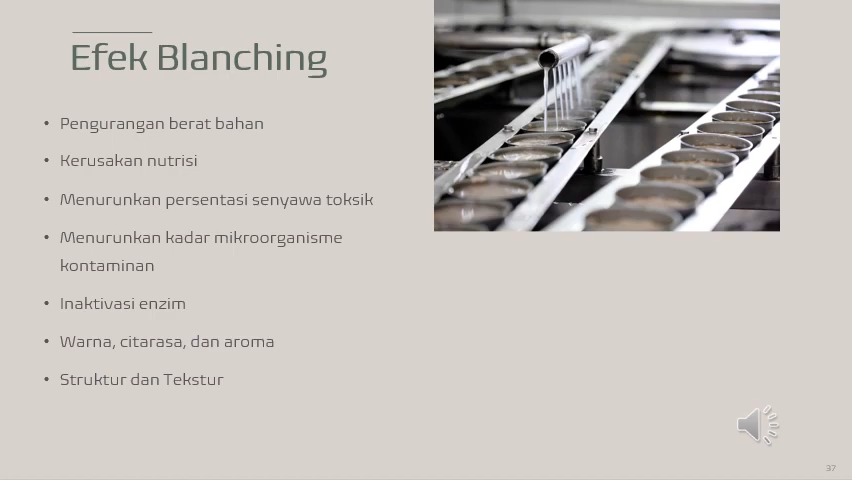 Efek Blanching
• Pengurangan berat bahan
• Kerusakan nutrisi
• Menurunkan persentasi senyawa toksik
• Menurunkan kadar mikroorganisme
kontaminan
• Inaktivasi enzim
• Warna, citarasa, dan aroma
• Struktur dan Tekstur
37